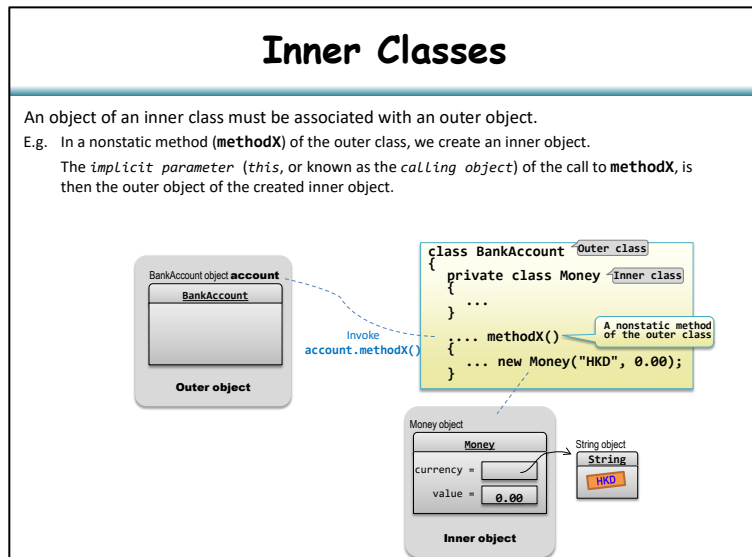 Inner Classes
An object of an inner class must be associated with an outer object.
E.g. In a nonstatic method (methodX) of the outer class, we create an inner object.
The implicit parameter (this, or known as the calling object) of the call to methodX, is
then the outer object of the created inner object.
BankAccount object account
BankAccount
Outer object
Invoke
account.methodX()
class BankAccount
Outer class
{
private class Money
Inner class
{
...
}
.... methodX()
A nonstatic method
of the outer class
{
... new Money("HKD", 0.00);
}
Money object
Money
currency =
value = 0.00
Inner object
String object
String
HKD